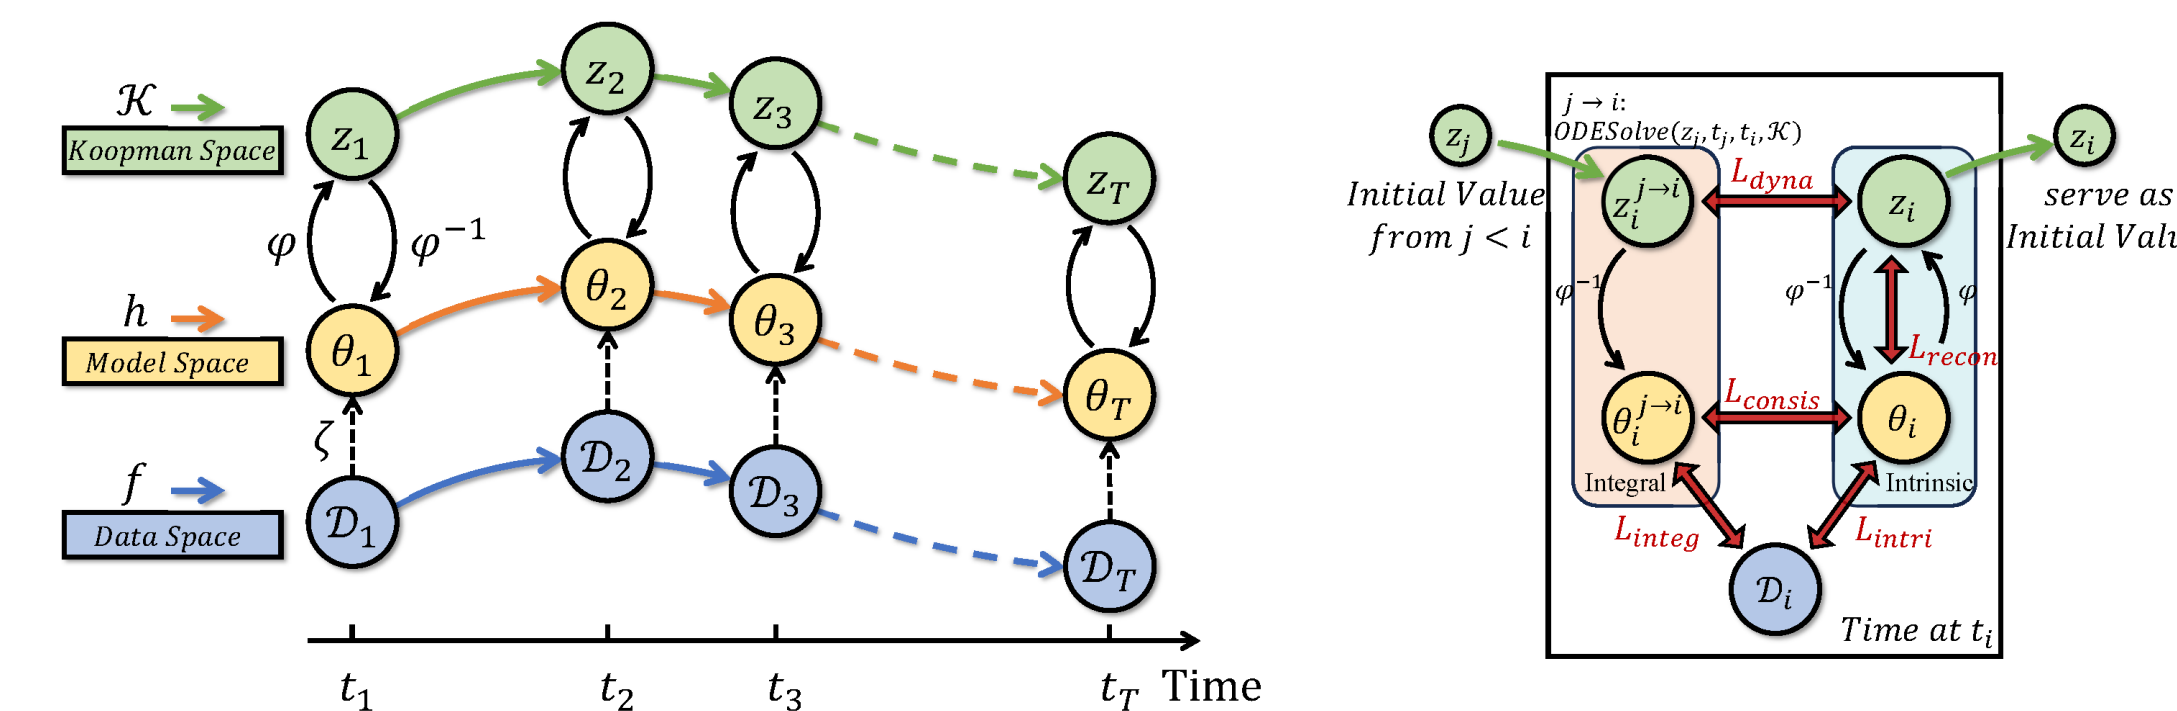 𝒦
Koopman Space
z₁
z₂
z₃
z_T
φ
φ⁻¹
h
Model Space
θ₁
θ₂
θ₃
θ_T
ζ
f
Data Space
𝒟₁
𝒟₂
𝒟₃
𝒟_T
t₁
t₂
t₃
t_T
Time
j → i:
ODESolve(z_j, t_j, t_i, 𝒦)
z_j
Initial Value
from j < i
z_i^{j→i}
L_dyna
z_i
z_i
serve as
Initial Valu
φ⁻¹
φ⁻¹
φ
L_recon
θ_i^{j→i}
L_consis
θ_i
Integral
Intrinsic
L_integ
L_intri
𝒟_i
Time at t_i